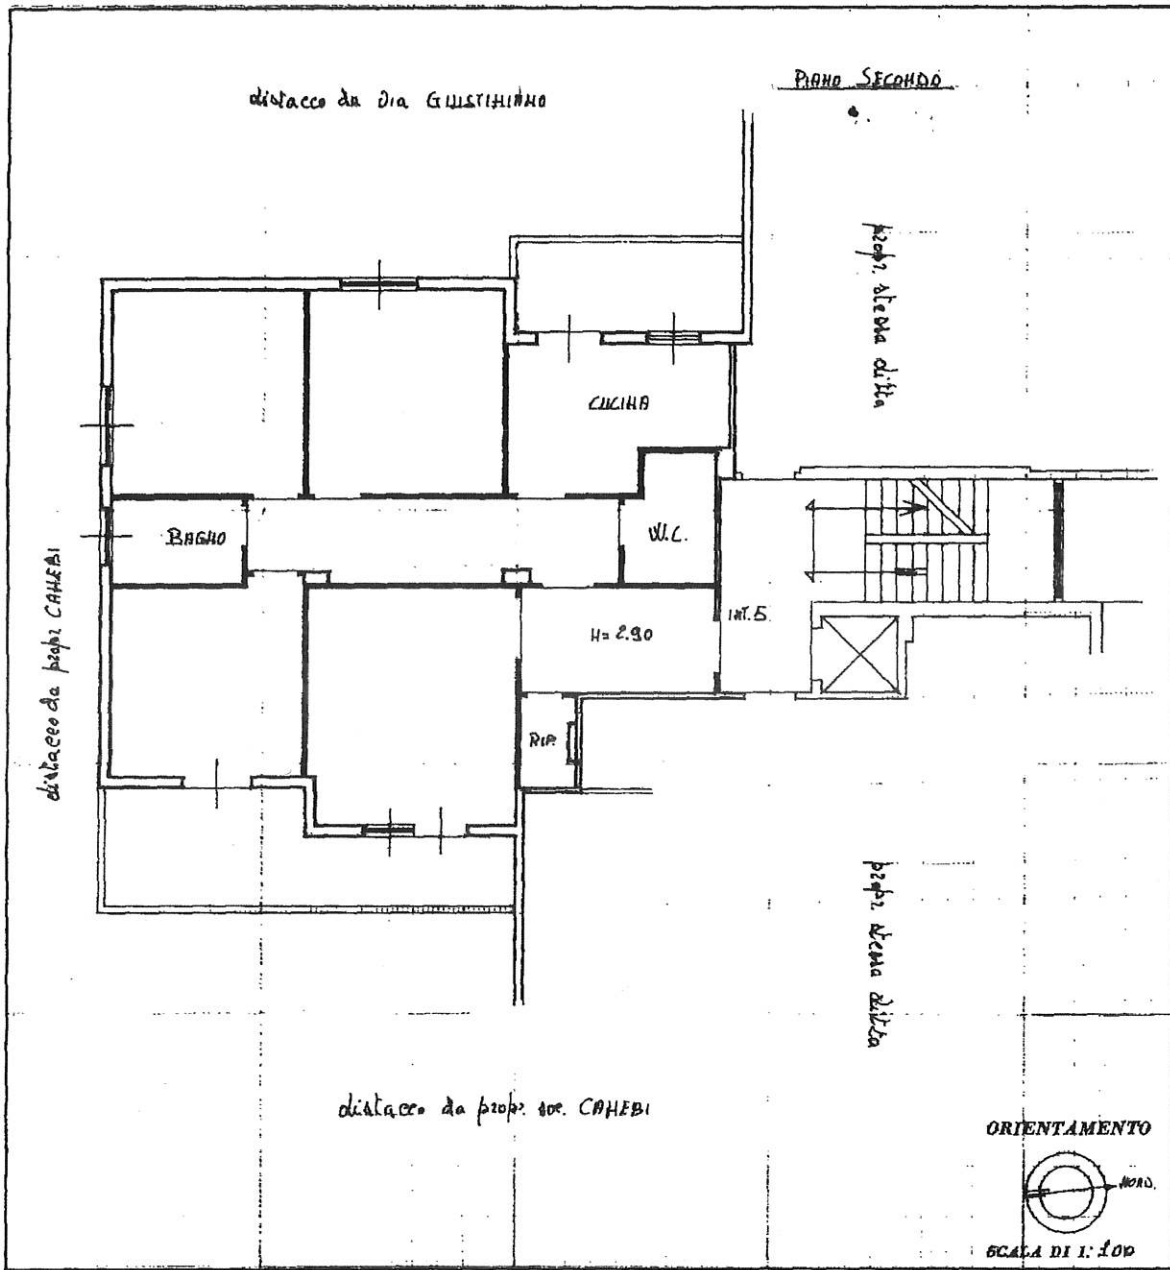 PIANO SECONDO
distacco da via GIUSTINIANO
propr. stessa ditta
CUCINA
BAGNO
W.C.
distacco da propr. CANEBI
H= 2.90
INT. 5
RIP.
propr. stessa ditta
distacco da propr. soc. CANEBI
ORIENTAMENTO
NORD.
SCALA DI 1: 100